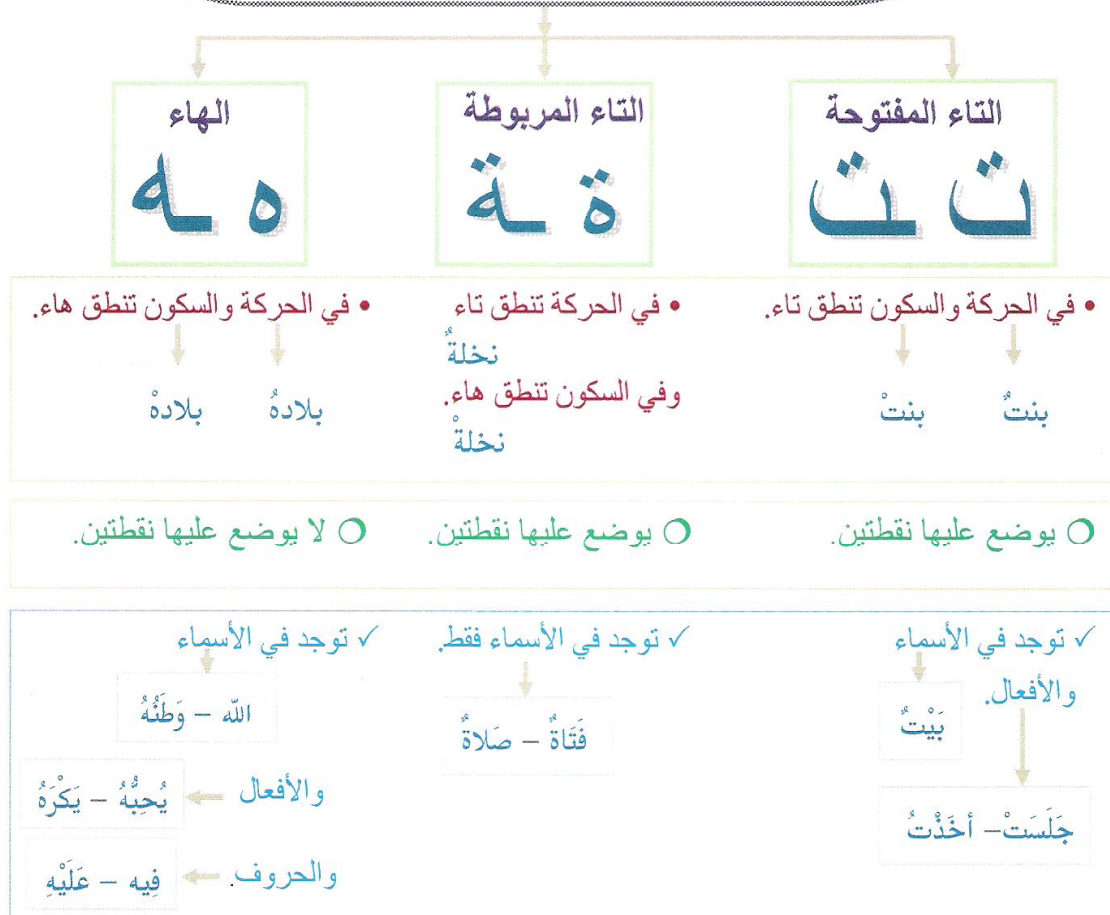 التاء المفتوحة
ت ـت
التاء المربوطة
ة ـة
الهاء
ه ـه
• في الحركة والسكون تنطق تاء.
بنتٌ بنتْ
• في الحركة تنطق تاء
نخلةٌ
وفي السكون تنطق هاء.
نخلةْ
• في الحركة والسكون تنطق هاء.
بلادهُ بلادهْ
❍ يوضع عليها نقطتين.
❍ يوضع عليها نقطتين.
❍ لا يوضع عليها نقطتين.
✓ توجد في الأسماء
والأفعال.
بَيْتٌ
جَلَسَتْ – أخَذْتُ
✓ توجد في الأسماء فقط.
فَتَاةٌ – صَلاةٌ
✓ توجد في الأسماء
الله – وَطَنُهُ
والأفعال
يُحِبُّهُ – يَكْرَهُ
والحروف.
فِيه – عَلَيْهِ